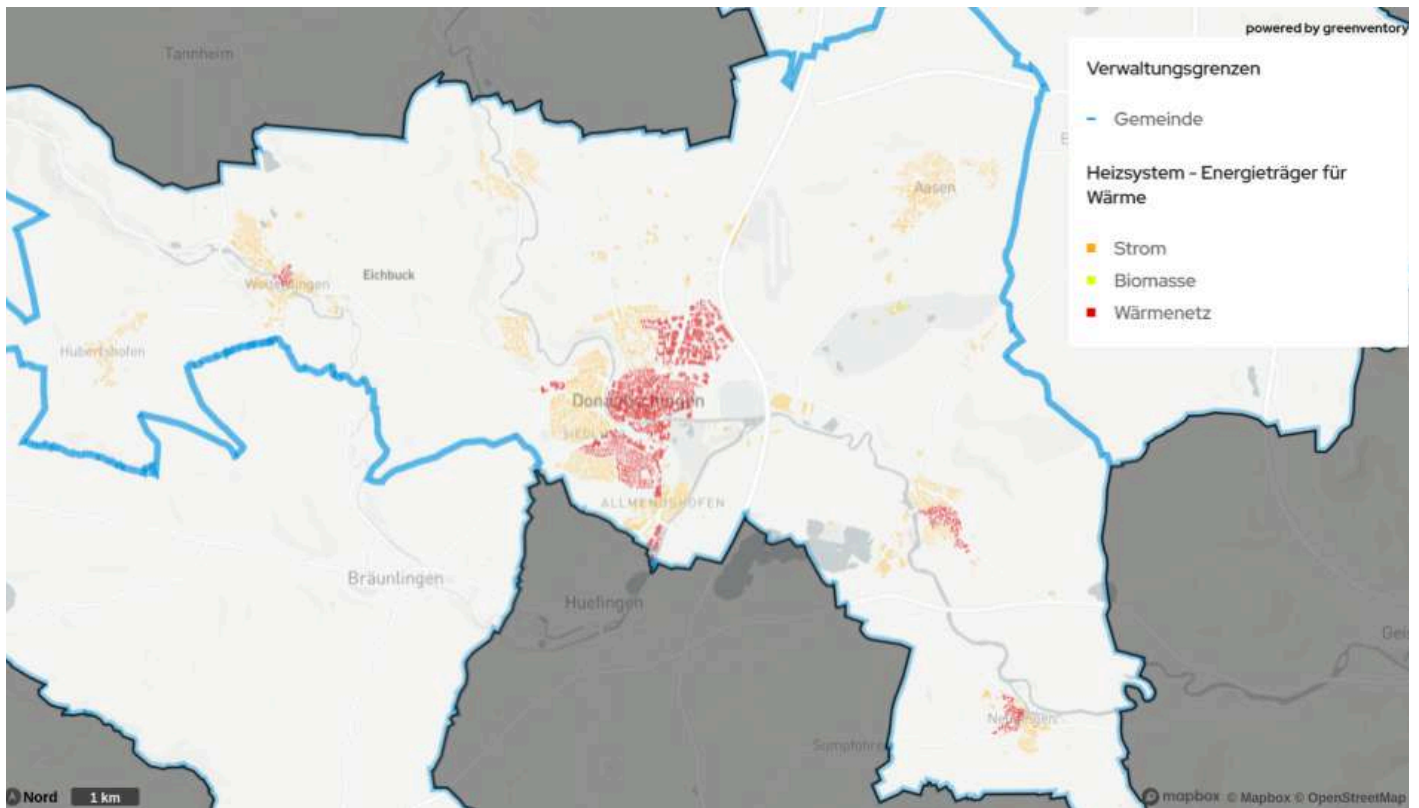 powered by greenventory
Verwaltungsgrenzen
Gemeinde
Heizsystem - Energieträger für
Wärme
Strom
Biomasse
Wärmenetz
Tannheim
Aasen
Eichbuck
Hubertshofen
Donaueschingen
ALLMENDSHOFEN
Bräunlingen
Huefingen
Neudingen
Nord
1 km
mapbox © Mapbox © OpenStreetMap